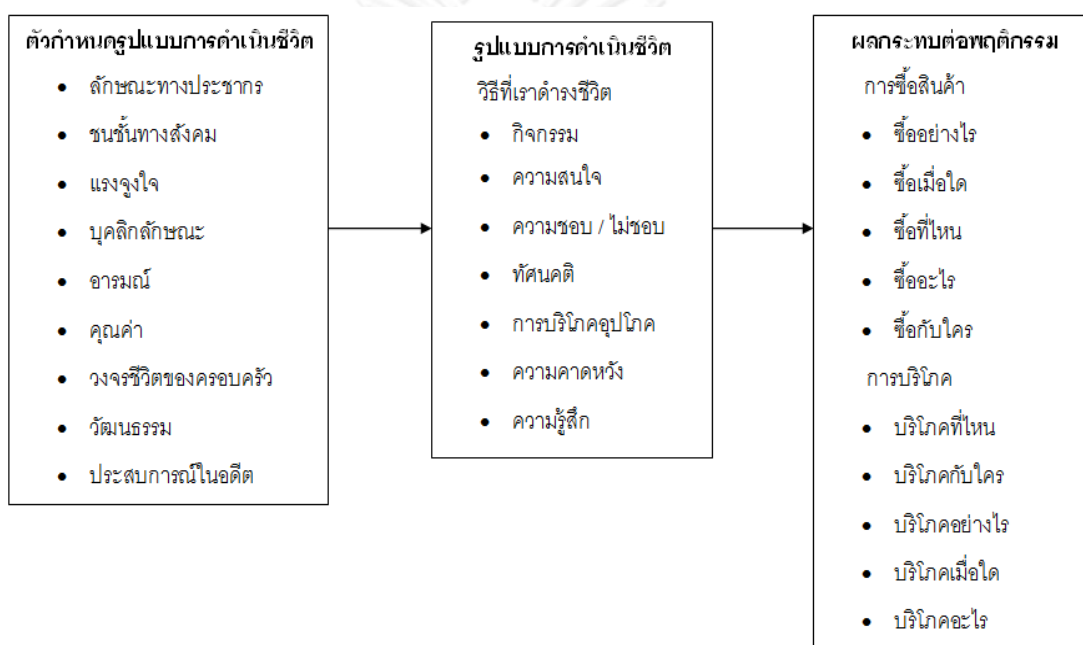 ตัวกำหนดรูปแบบการดำเนินชีวิต
• ลักษณะทางประชากร
• ชนชั้นทางสังคม
• แรงจูงใจ
• บุคลิกลักษณะ
• อารมณ์
• คุณค่า
• วงจรชีวิตของครอบครัว
• วัฒนธรรม
• ประสบการณ์ในอดีต
รูปแบบการดำเนินชีวิต
วิธีที่เราดำรงชีวิต
• กิจกรรม
• ความสนใจ
• ความชอบ / ไม่ชอบ
• ทัศนคติ
• การบริโภคอุปโภค
• ความคาดหวัง
• ความรู้สึก
ผลกระทบต่อพฤติกรรม
การซื้อสินค้า
• ซื้ออย่างไร
• ซื้อเมื่อใด
• ซื้อที่ไหน
• ซื้ออะไร
• ซื้อกับใคร
การบริโภค
• บริโภคที่ไหน
• บริโภคกับใคร
• บริโภคอย่างไร
• บริโภคเมื่อใด
• บริโภคอะไร